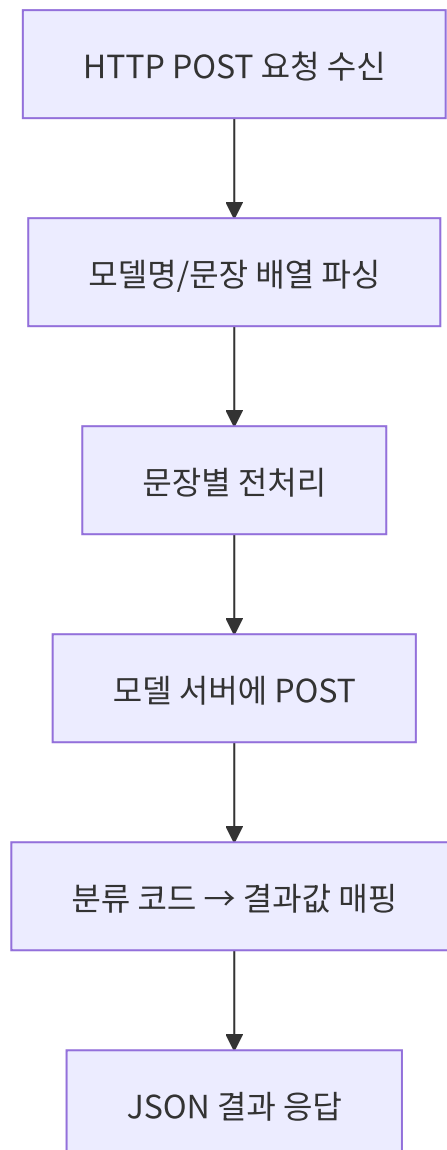 HTTP POST 요청 수신
모델명/문장 배열 파싱
문장별 전처리
모델 서버에 POST
분류 코드 → 결과값 매핑
JSON 결과 응답